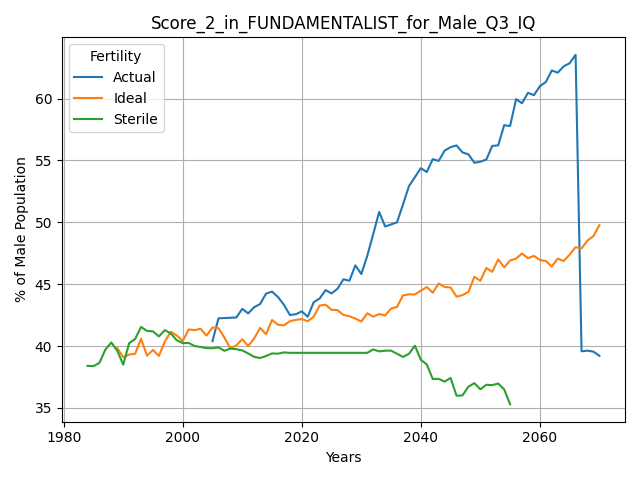 Score_2_in_FUNDAMENTALIST_for_Male_Q3_IQ
% of Male Population
60
55
50
45
40
35
Fertility
Actual
Ideal
Sterile
1980
2000
2020
2040
2060
Years